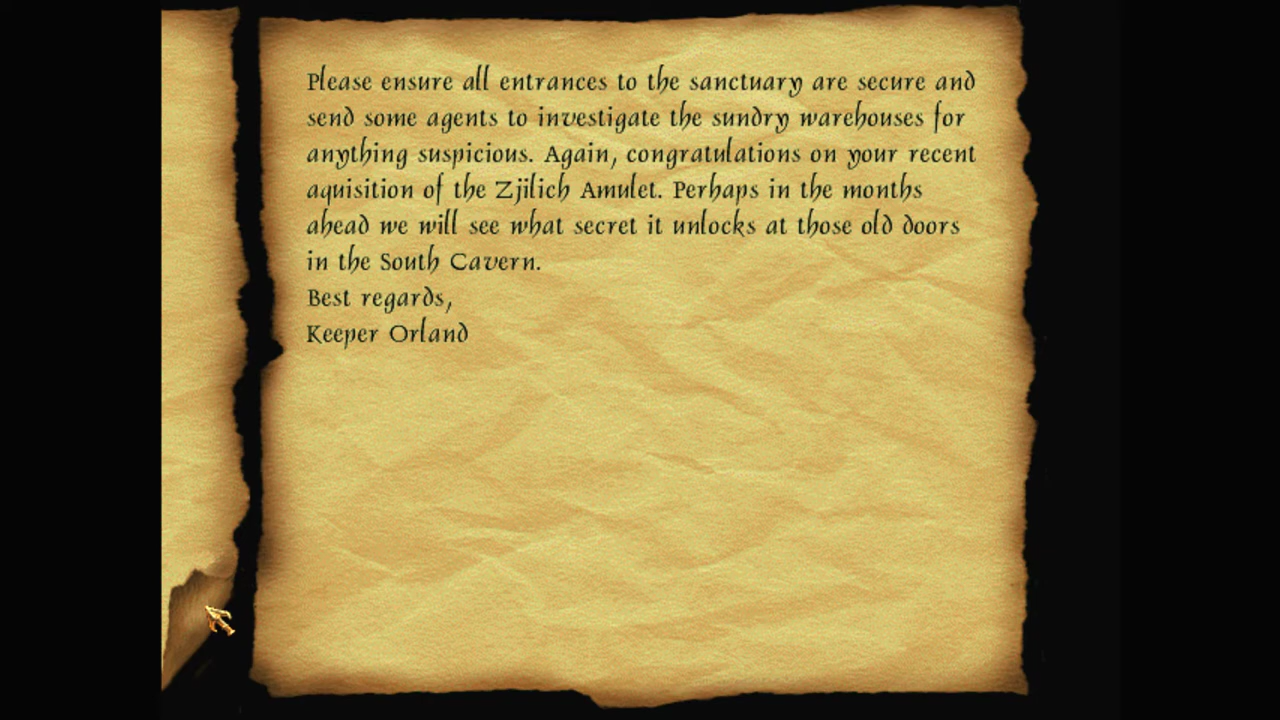 Please ensure all entrances to the sanctuary are secure and
send some agents to investigate the sundry warehouses for
anything suspicious. Again, congratulations on your recent
aquisition of the Zjilich Amulet. Perhaps in the months
ahead we will see what secret it unlocks at those old doors
in the South Cavern.
Best regards,
Keeper Orland